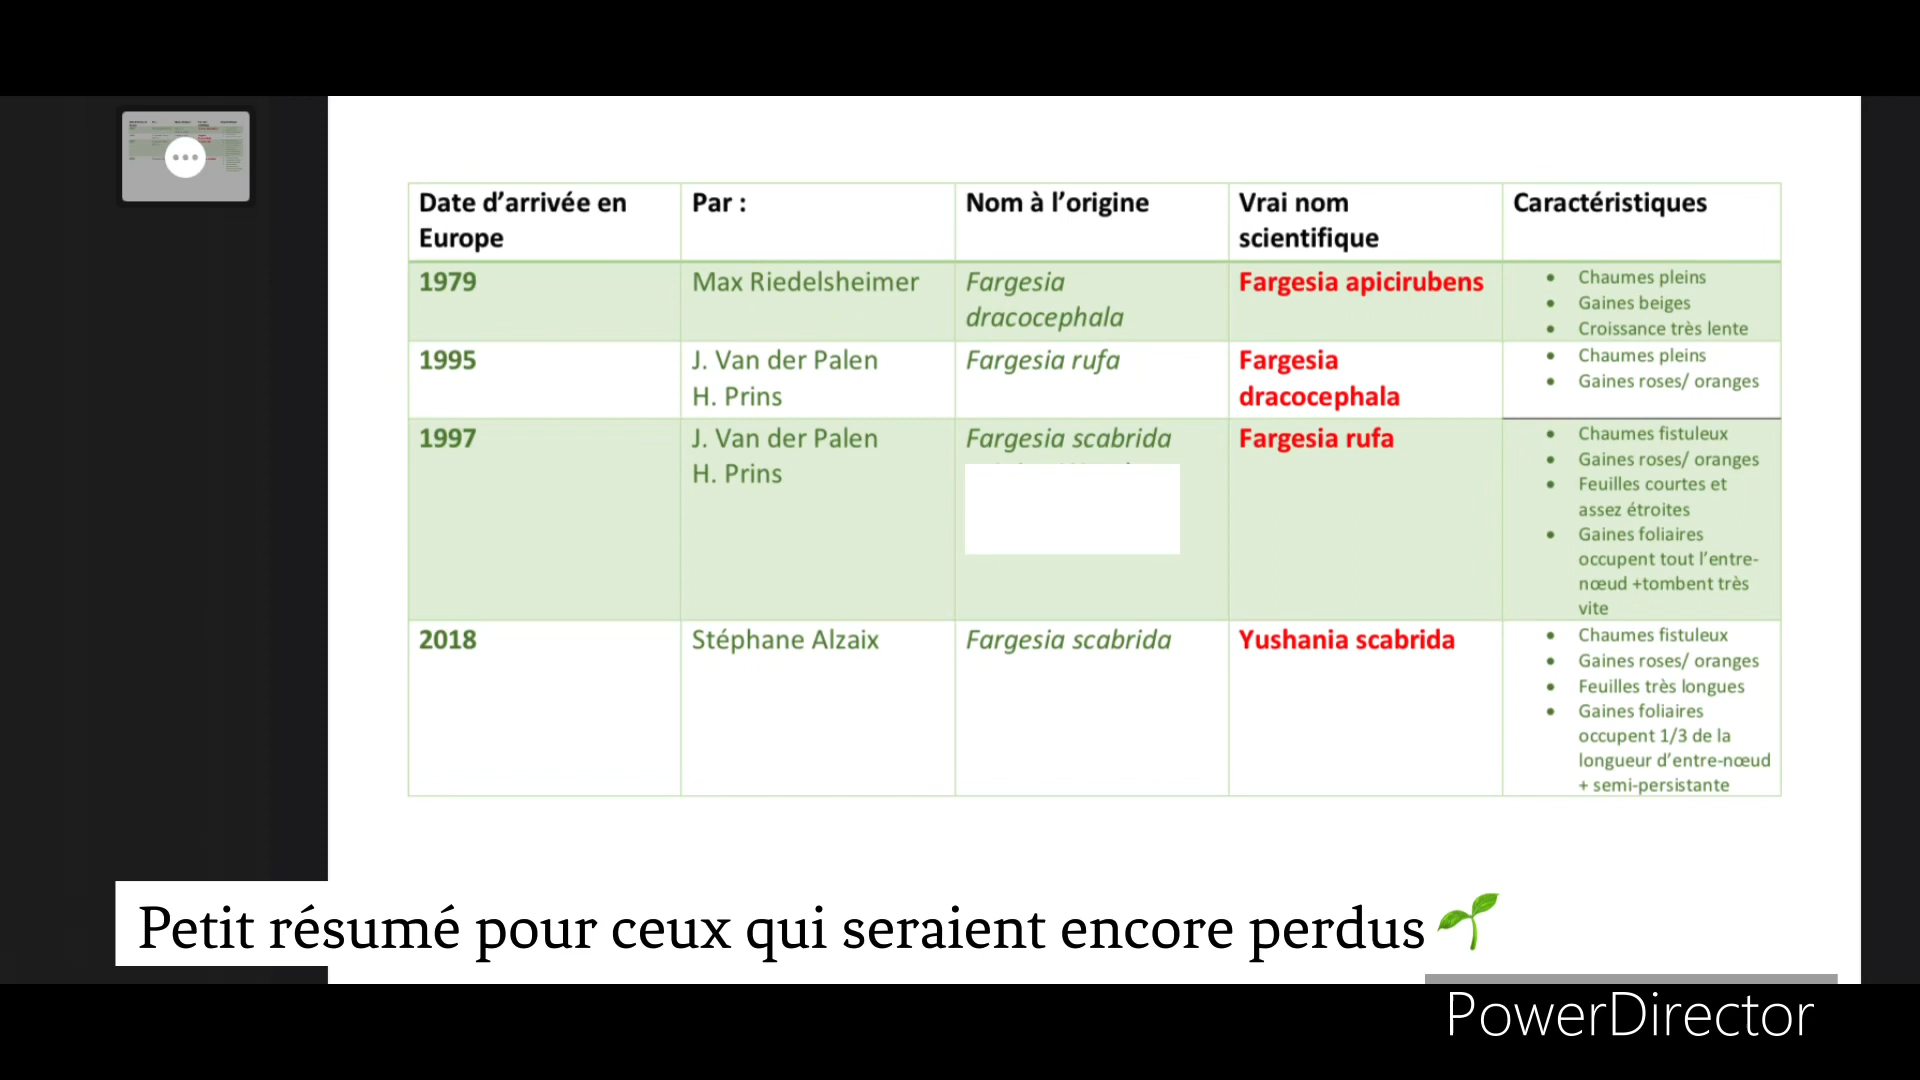 Date d’arrivée en
Europe
Par :
Nom à l’origine
Vrai nom
scientifique
Caractéristiques
1979
Max Riedelsheimer
Fargesia
dracocephala
Fargesia apicirubens
• Chaumes pleins
• Gaines beiges
• Croissance très lente
1995
J. Van der Palen
H. Prins
Fargesia rufa
Fargesia
dracocephala
• Chaumes pleins
• Gaines roses/ oranges
1997
J. Van der Palen
H. Prins
Fargesia scabrida
Fargesia rufa
• Chaumes fistuleux
• Gaines roses/ oranges
• Feuilles courtes et
assez étroites
• Gaines foliaires
occupent tout l’entre-
nœud +tombent très
vite
2018
Stéphane Alzaix
Fargesia scabrida
Yushania scabrida
• Chaumes fistuleux
• Gaines roses/ oranges
• Feuilles très longues
• Gaines foliaires
occupent 1/3 de la
longueur d’entre-nœud
+ semi-persistante
Petit résumé pour ceux qui seraient encore perdus🌱
PowerDirector